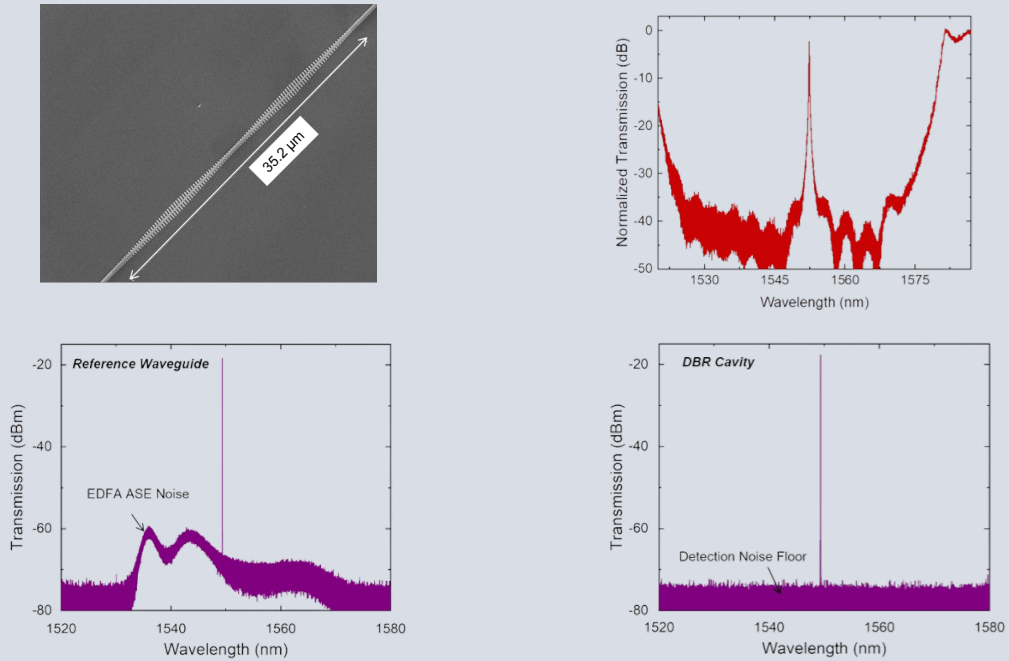 35.2 µm
Normalized Transmission (dB)
0
-10
-20
-30
-40
-50
1530 1545 1560 1575
Wavelength (nm)
Reference Waveguide
EDFA ASE Noise
Transmission (dBm)
-20
-40
-60
-80
1520 1540 1560 1580
Wavelength (nm)
DBR Cavity
Detection Noise Floor
Transmission (dBm)
-20
-40
-60
-80
1520 1540 1560 1580
Wavelength (nm)